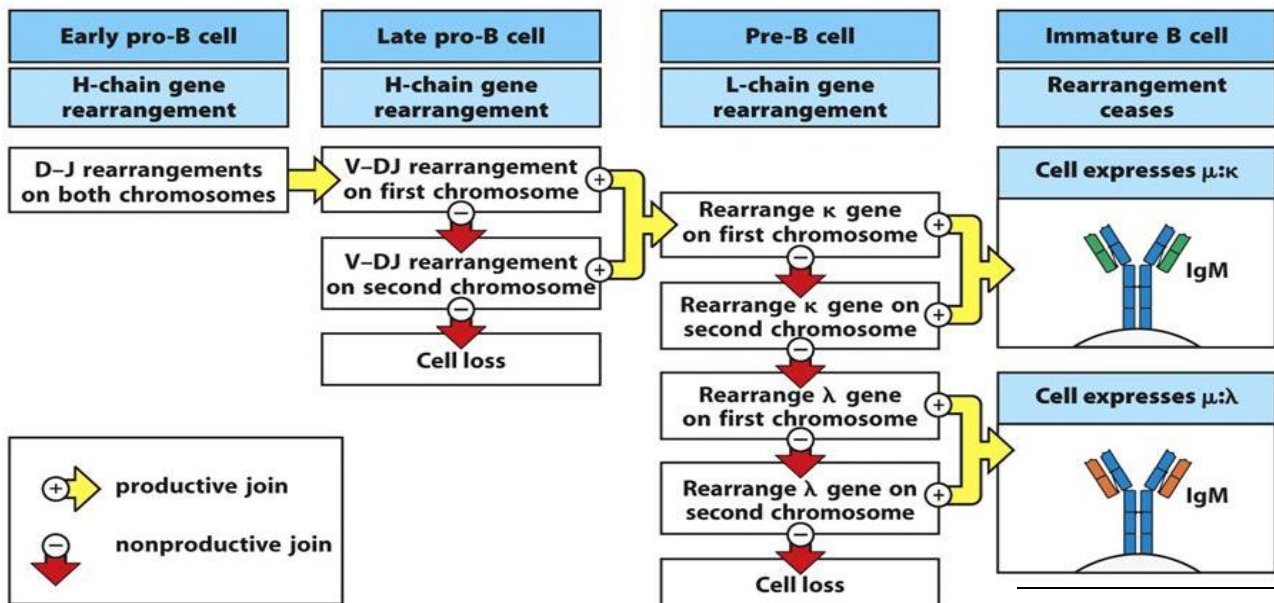 Early pro-B cell
H-chain gene
rearrangement
D–J rearrangements
on both chromosomes
Late pro-B cell
H-chain gene
rearrangement
V–DJ rearrangement
on first chromosome
+
−
V–DJ rearrangement
on second chromosome
+
−
Cell loss
Pre-B cell
L-chain gene
rearrangement
Rearrange κ gene
on first chromosome
+
−
Rearrange κ gene on
second chromosome
+
−
Rearrange λ gene
on first chromosome
+
−
Rearrange λ gene on
second chromosome
+
−
Cell loss
Immature B cell
Rearrangement
ceases
Cell expresses μ:κ
IgM
Cell expresses μ:λ
IgM
+ productive join
− nonproductive join